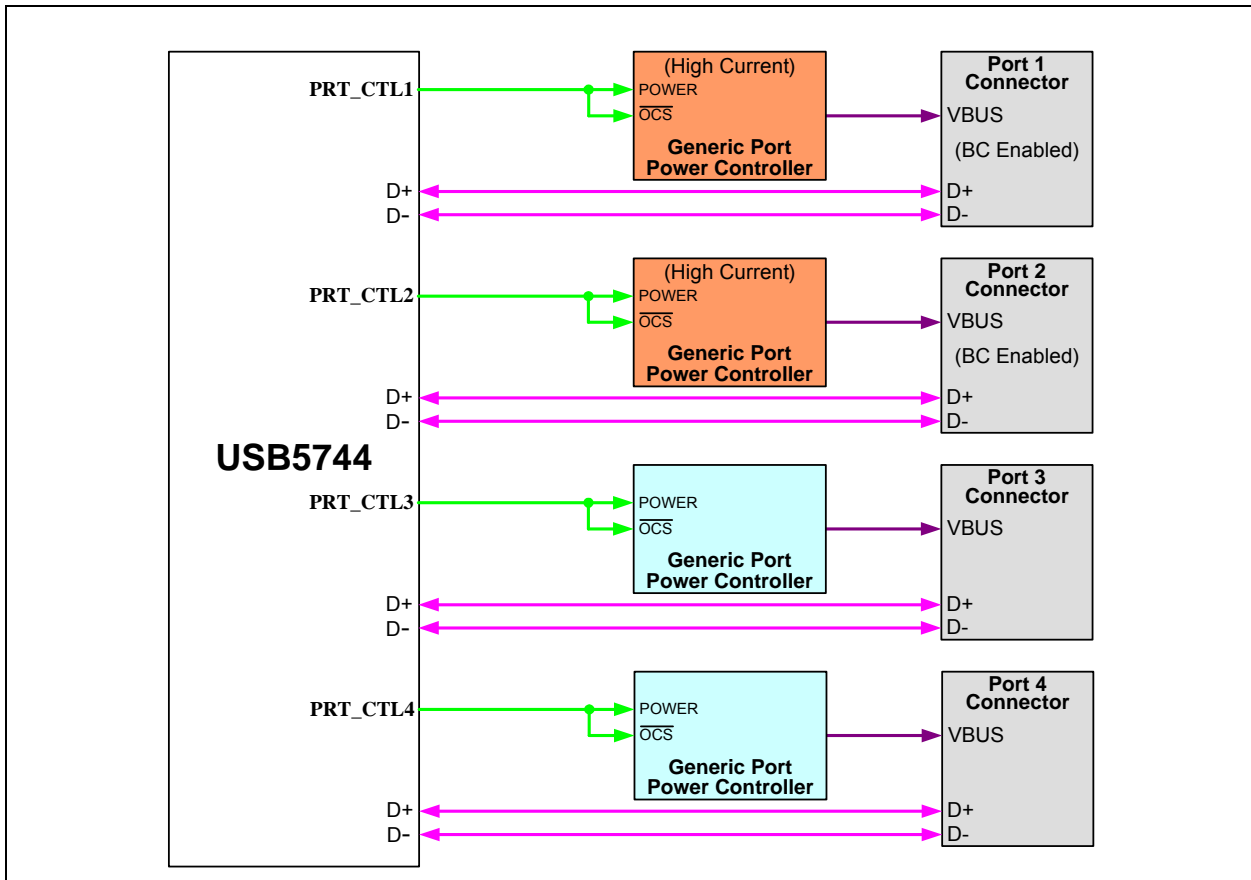 USB5744
PRT_CTL1
D+
D-
(High Current)
POWER
OCS
Generic Port
Power Controller
Port 1
Connector
VBUS
(BC Enabled)
D+
D-
PRT_CTL2
D+
D-
(High Current)
POWER
OCS
Generic Port
Power Controller
Port 2
Connector
VBUS
(BC Enabled)
D+
D-
PRT_CTL3
D+
D-
POWER
OCS
Generic Port
Power Controller
Port 3
Connector
VBUS
D+
D-
PRT_CTL4
D+
D-
POWER
OCS
Generic Port
Power Controller
Port 4
Connector
VBUS
D+
D-